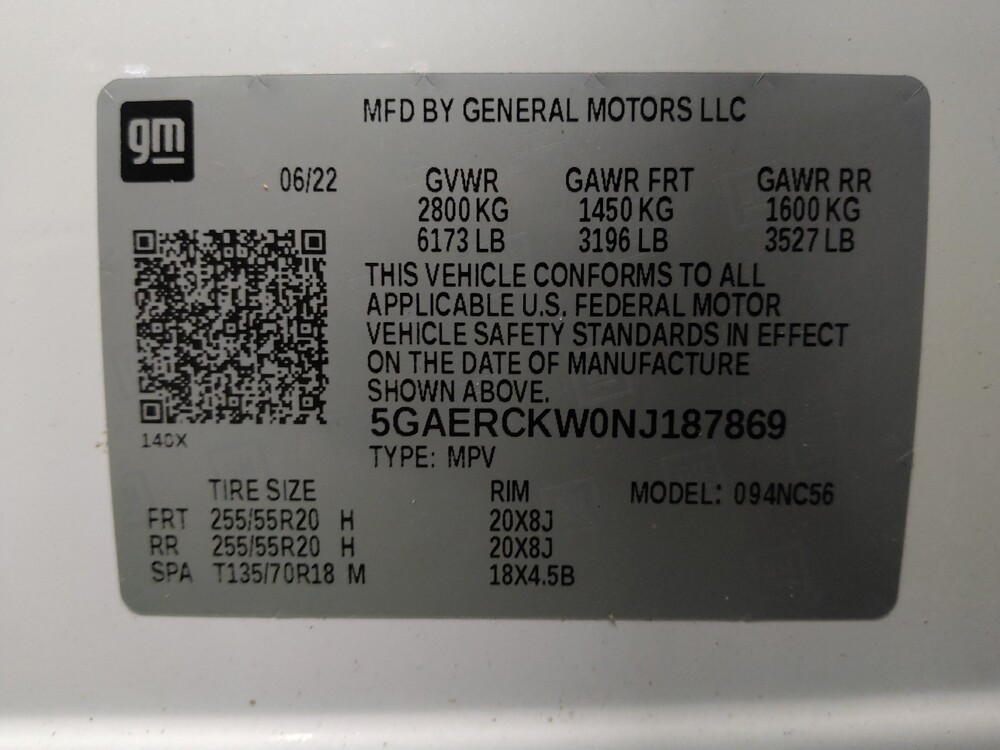 gm
MFD BY GENERAL MOTORS LLC
06/22 GVWR GAWR FRT GAWR RR
2800 KG 1450 KG 1600 KG
6173 LB 3196 LB 3527 LB
THIS VEHICLE CONFORMS TO ALL
APPLICABLE U.S. FEDERAL MOTOR
VEHICLE SAFETY STANDARDS IN EFFECT
ON THE DATE OF MANUFACTURE
SHOWN ABOVE.
5GAERCKW0NJ187869
140X
TYPE: MPV
TIRE SIZE RIM MODEL: 094NC56
FRT 255/55R20 H 20X8J
RR 255/55R20 H 20X8J
SPA T135/70R18 M 18X4.5B